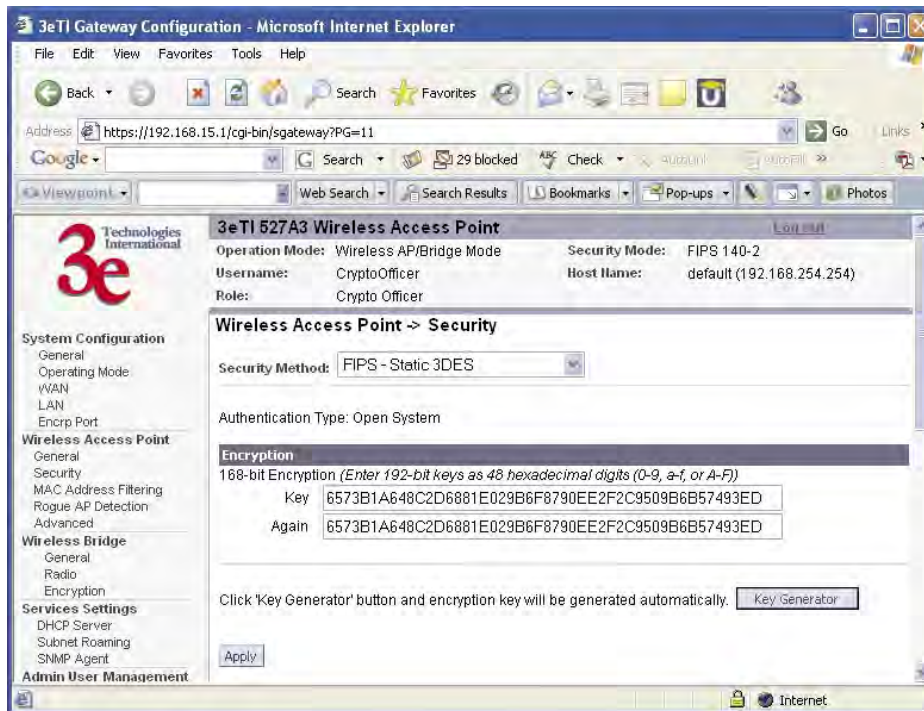 3eTI Gateway Configuration - Microsoft Internet Explorer
File Edit View Favorites Tools Help
Back Search Favorites
Address https://192.168.15.1/cgi-bin/sgateway?PG=11 Go Links
Google Search 29 blocked Check AutoFill
Viewpoint Web Search Search Results Bookmarks Pop-ups Photos
3e Technologies International
3eTI 527A3 Wireless Access Point Log out
Operation Mode: Wireless AP/Bridge Mode Security Mode: FIPS 140-2
Username: CryptoOfficer Host Name: default (192.168.254.254)
Role: Crypto Officer
System Configuration
General
Operating Mode
WAN
LAN
Encrp Port
Wireless Access Point
General
Security
MAC Address Filtering
Rogue AP Detection
Advanced
Wireless Bridge
General
Radio
Encryption
Services Settings
DHCP Server
Subnet Roaming
SNMP Agent
Admin User Management
Wireless Access Point -> Security
Security Method: FIPS - Static 3DES
Authentication Type: Open System
Encryption
168-bit Encryption (Enter 192-bit keys as 48 hexadecimal digits (0-9, a-f, or A-F))
Key 6573B1A648C2D6881E029B6F8790EE2F2C9509B6B57493ED
Again 6573B1A648C2D6881E029B6F8790EE2F2C9509B6B57493ED
Click 'Key Generator' button and encryption key will be generated automatically. Key Generator
Apply
Internet